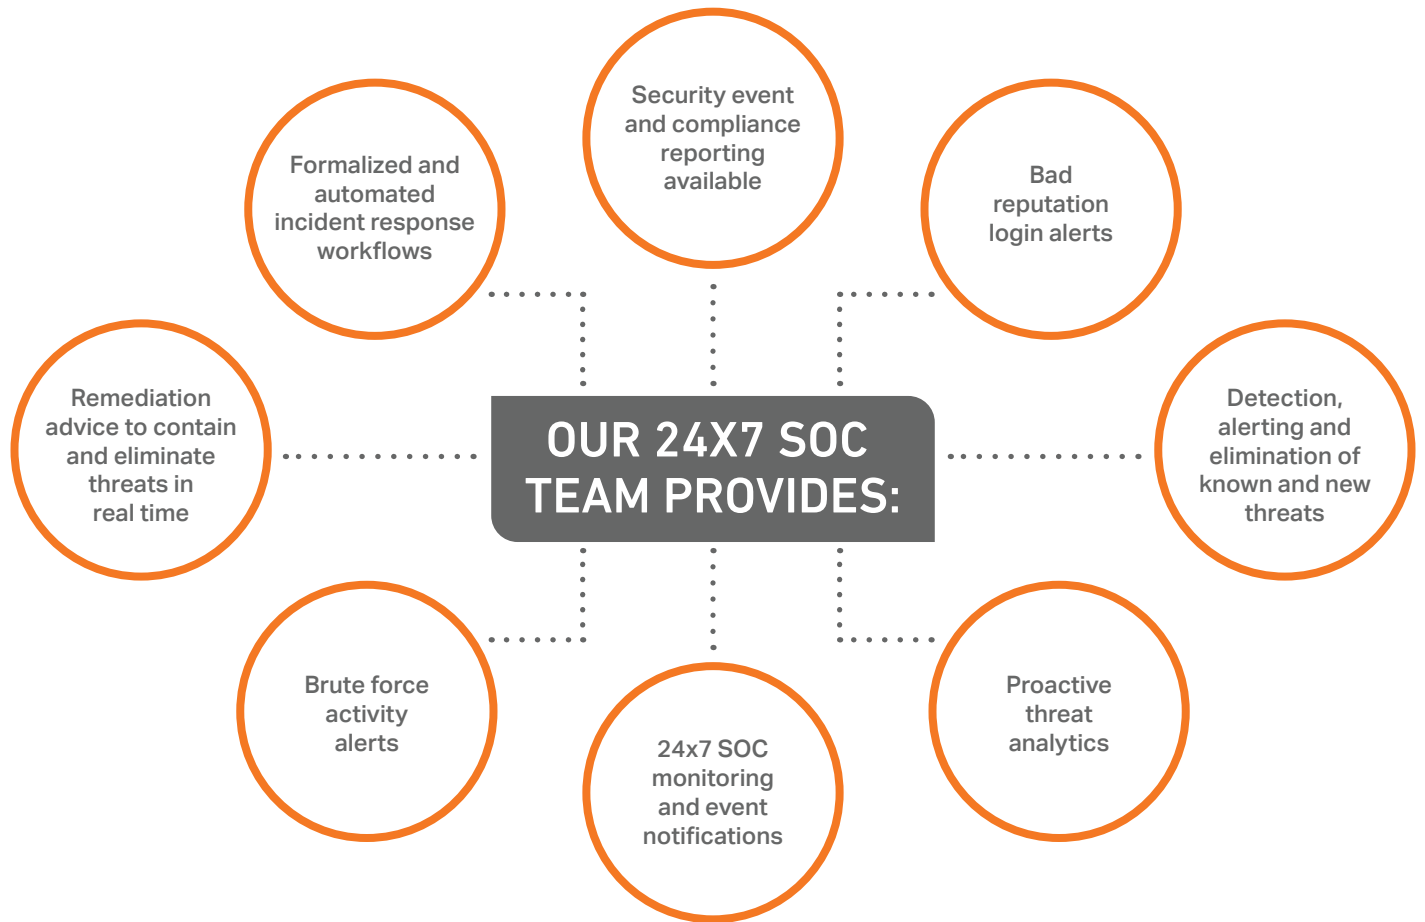 Security event
and compliance
reporting
available
Formalized and
automated
incident response
workflows
Bad
reputation
login alerts
Remediation
advice to contain
and eliminate
threats in
real time
OUR 24X7 SOC
TEAM PROVIDES:
Detection,
alerting and
elimination of
known and new
threats
Brute force
activity
alerts
24x7 SOC
monitoring
and event
notifications
Proactive
threat
analytics